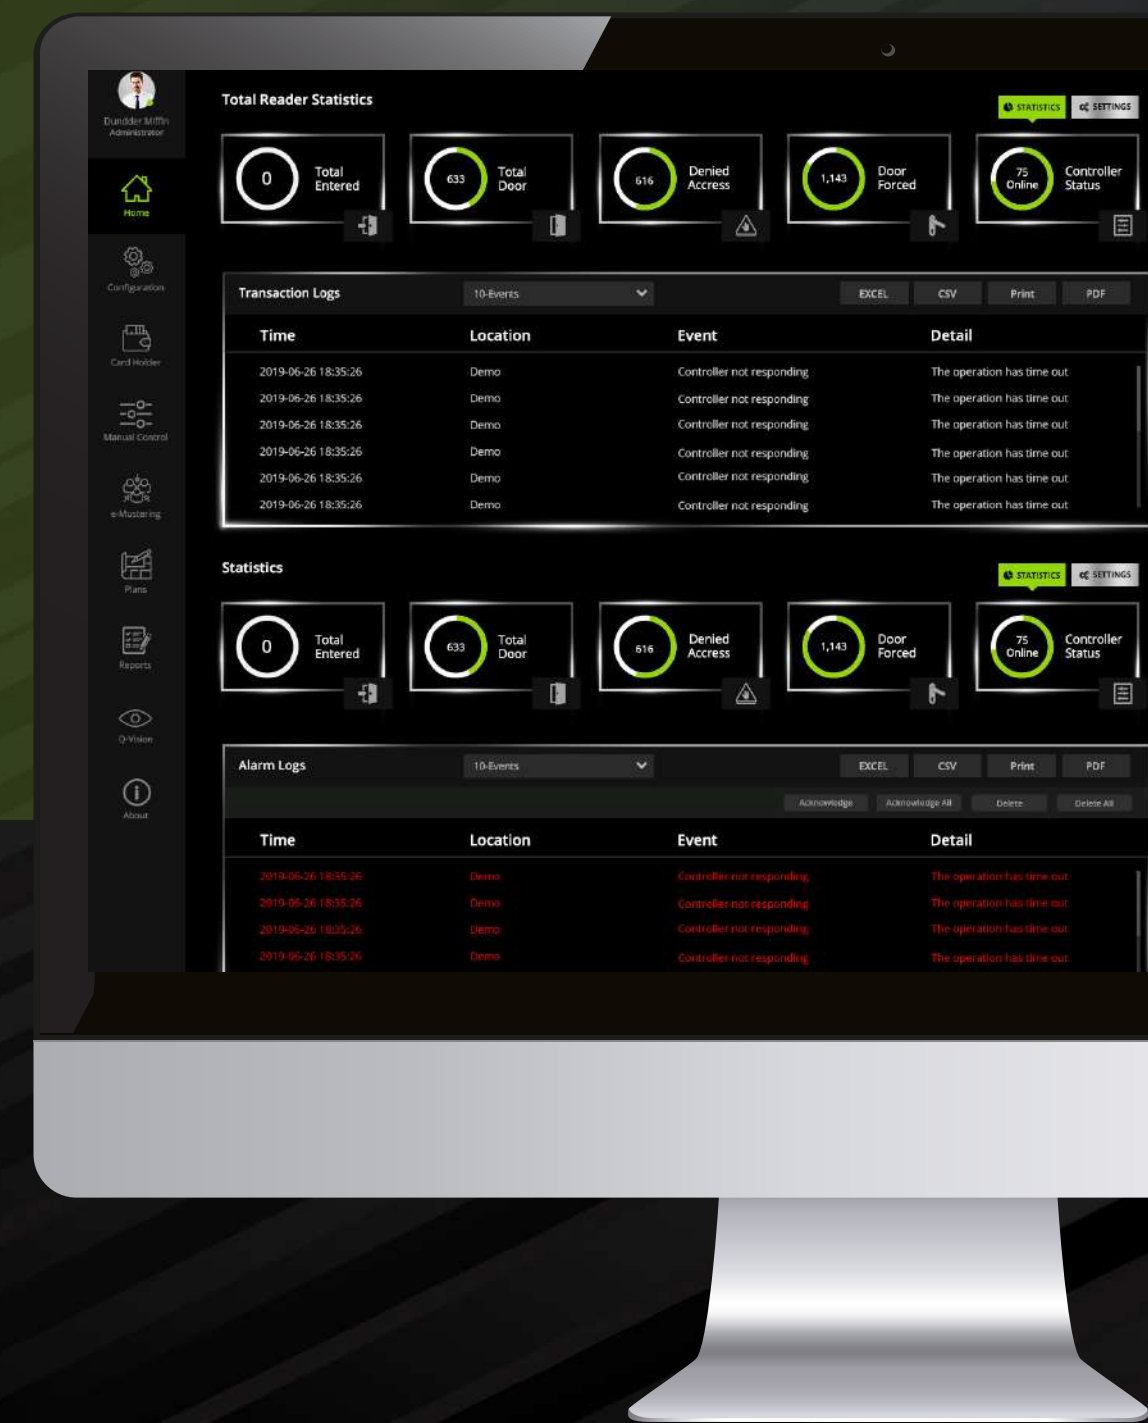 Dundder Miffin
Administrator
Home
Configuration
Card Holder
Manual Control
e-Mustering
Plans
Reports
Q-Vision
About
Total Reader Statistics
STATISTICS
SETTINGS
0
Total
Entered
633
Total
Door
616
Denied
Accress
1,143
Door
Forced
75
Online
Controller
Status
Transaction Logs
10-Events
EXCEL
CSV
Print
PDF
Time Location Event Detail
2019-06-26 18:35:26 Demo Controller not responding The operation has time out
2019-06-26 18:35:26 Demo Controller not responding The operation has time out
2019-06-26 18:35:26 Demo Controller not responding The operation has time out
2019-06-26 18:35:26 Demo Controller not responding The operation has time out
2019-06-26 18:35:26 Demo Controller not responding The operation has time out
2019-06-26 18:35:26 Demo Controller not responding The operation has time out
Statistics
STATISTICS
SETTINGS
0
Total
Entered
633
Total
Door
616
Denied
Accress
1,143
Door
Forced
75
Online
Controller
Status
Alarm Logs
10-Events
EXCEL
CSV
Print
PDF
Acknowledge
Acknowledge All
Delete
Delete All
Time Location Event Detail
2019-06-26 18:35:26 Demo Controller not responding The operation has time out
2019-06-26 18:35:26 Demo Controller not responding The operation has time out
2019-06-26 18:35:26 Demo Controller not responding The operation has time out
2019-06-26 18:35:26 Demo Controller not responding The operation has time out